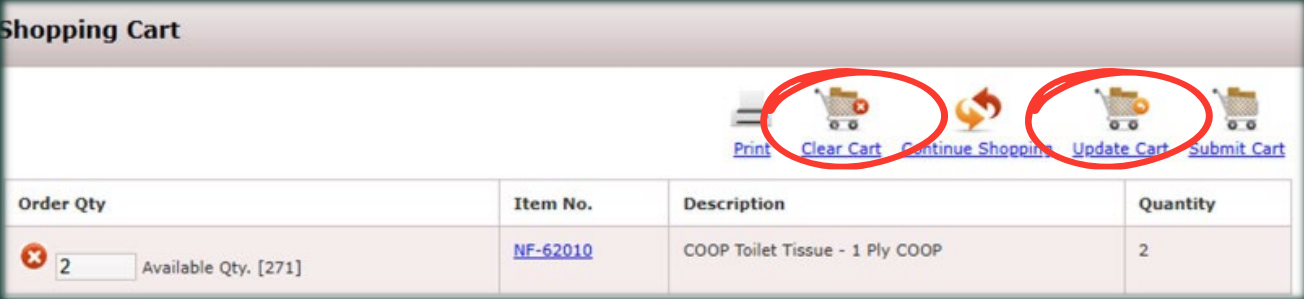 Shopping Cart
Print Clear Cart Continue Shopping Update Cart Submit Cart
Order Qty Item No. Description Quantity
2 Available Qty. [271] NF-62010 COOP Toilet Tissue - 1 Ply COOP 2